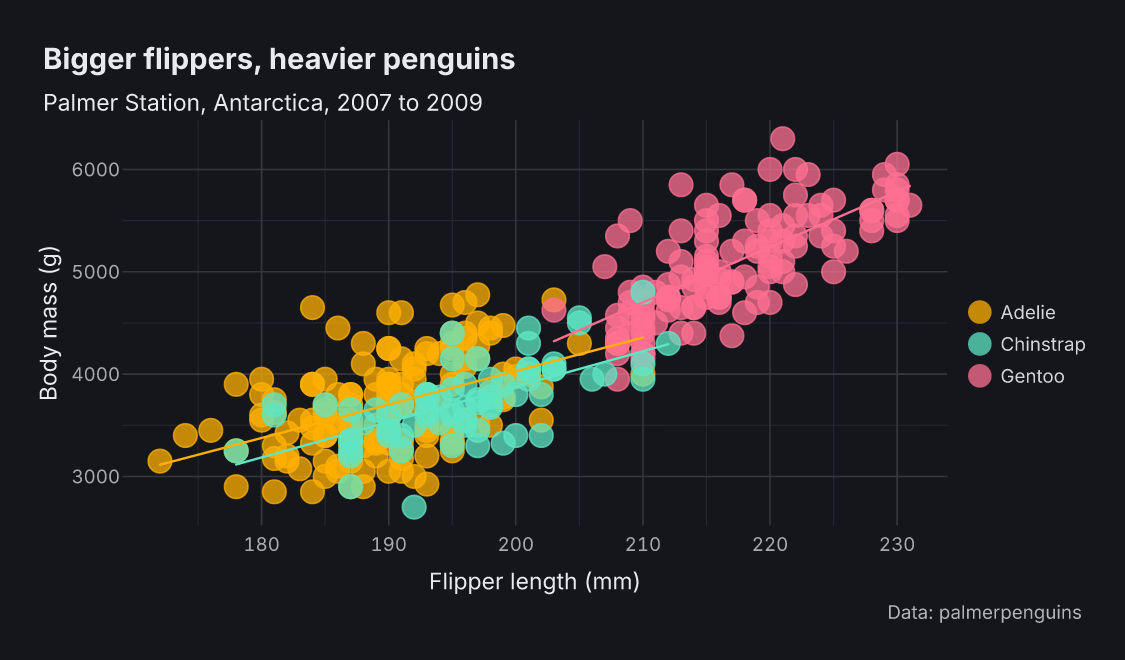 Bigger flippers, heavier penguins
Palmer Station, Antarctica, 2007 to 2009
Body mass (g)
6000
5000
4000
3000
180 190 200 210 220 230
Flipper length (mm)
Adelie
Chinstrap
Gentoo
Data: palmerpenguins